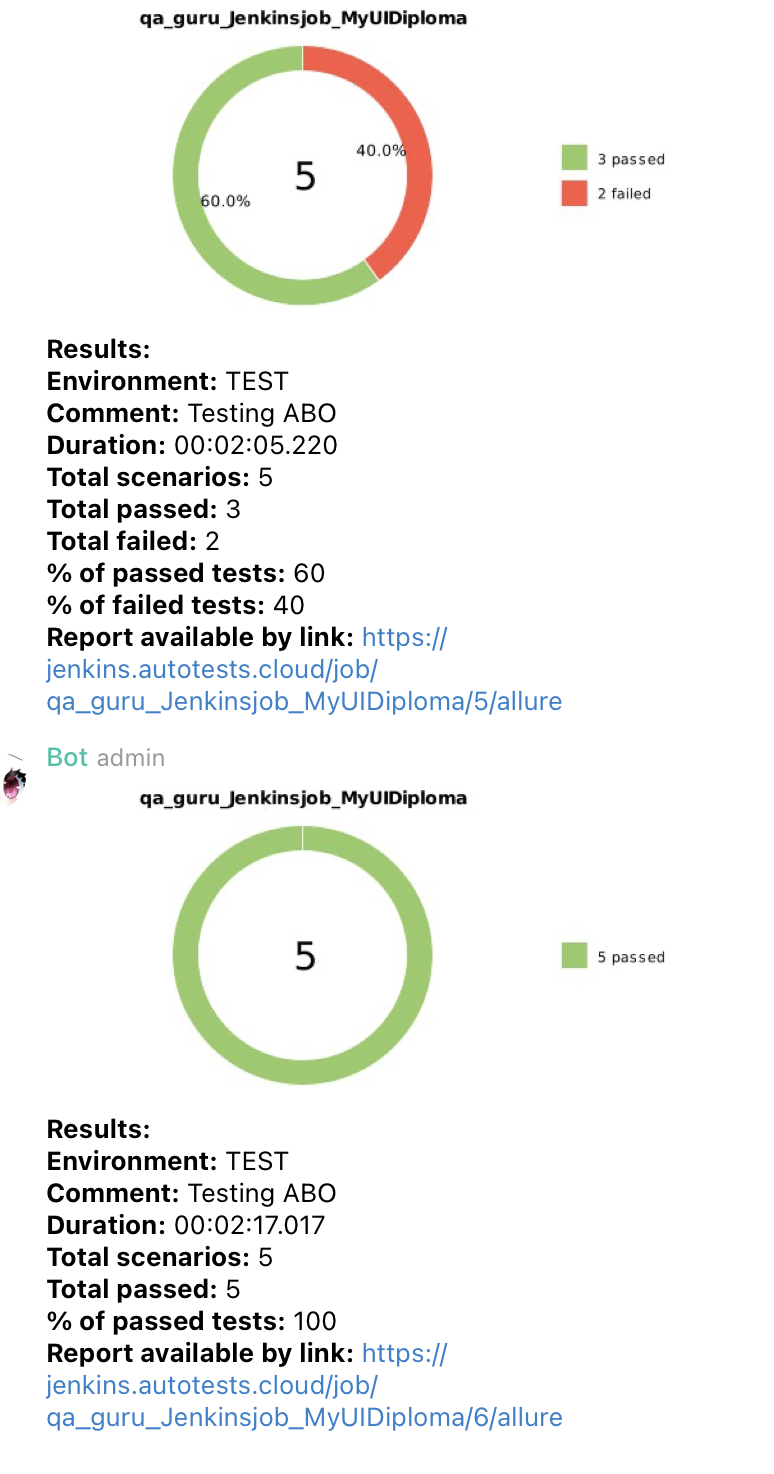 qa_guru_Jenkinsjob_MyUIDiploma
40.0%
5
60.0%
3 passed
2 failed
Results:
Environment: TEST
Comment: Testing ABO
Duration: 00:02:05.220
Total scenarios: 5
Total passed: 3
Total failed: 2
% of passed tests: 60
% of failed tests: 40
Report available by link: https://
jenkins.autotests.cloud/job/
qa_guru_Jenkinsjob_MyUIDiploma/5/allure
Bot admin
qa_guru_Jenkinsjob_MyUIDiploma
5
5 passed
Results:
Environment: TEST
Comment: Testing ABO
Duration: 00:02:17.017
Total scenarios: 5
Total passed: 5
% of passed tests: 100
Report available by link: https://
jenkins.autotests.cloud/job/
qa_guru_Jenkinsjob_MyUIDiploma/6/allure